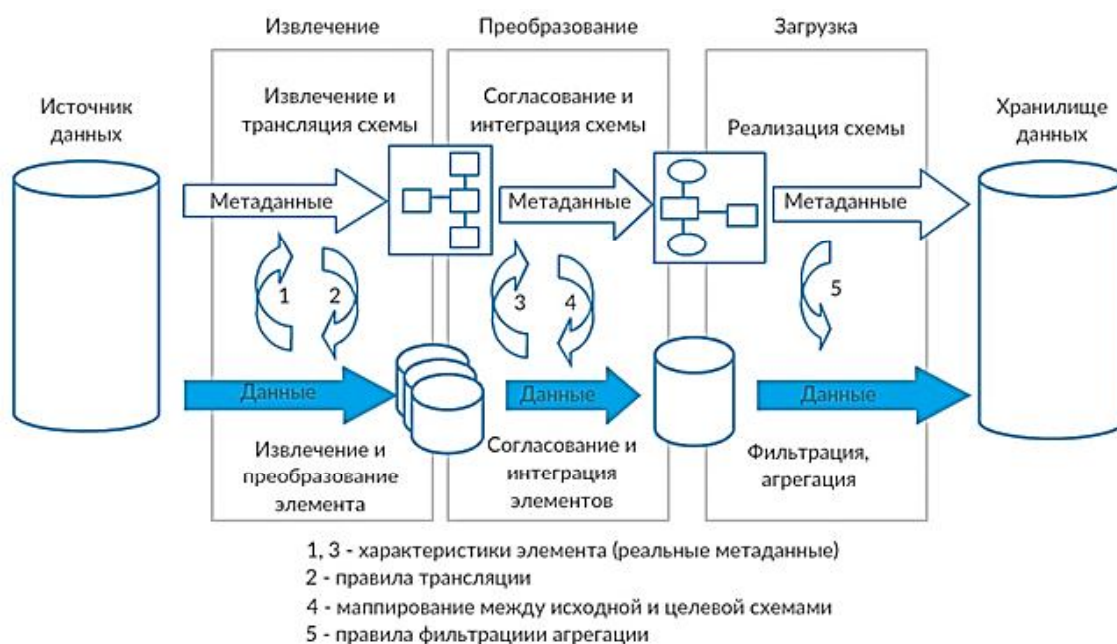 Извлечение
Преобразование
Загрузка
Источник
данных
Извлечение и
трансляция схемы
Согласование и
интеграция схемы
Реализация схемы
Хранилище
данных
Метаданные
Метаданные
Метаданные
1
2
3
4
5
Данные
Данные
Данные
Извлечение и
преобразование
элемента
Согласование и
интеграция
элементов
Фильтрация,
агрегация
1, 3 - характеристики элемента (реальные метаданные)
2 - правила трансляции
4 - маппирование между исходной и целевой схемами
5 - правила фильтрациии агрегации